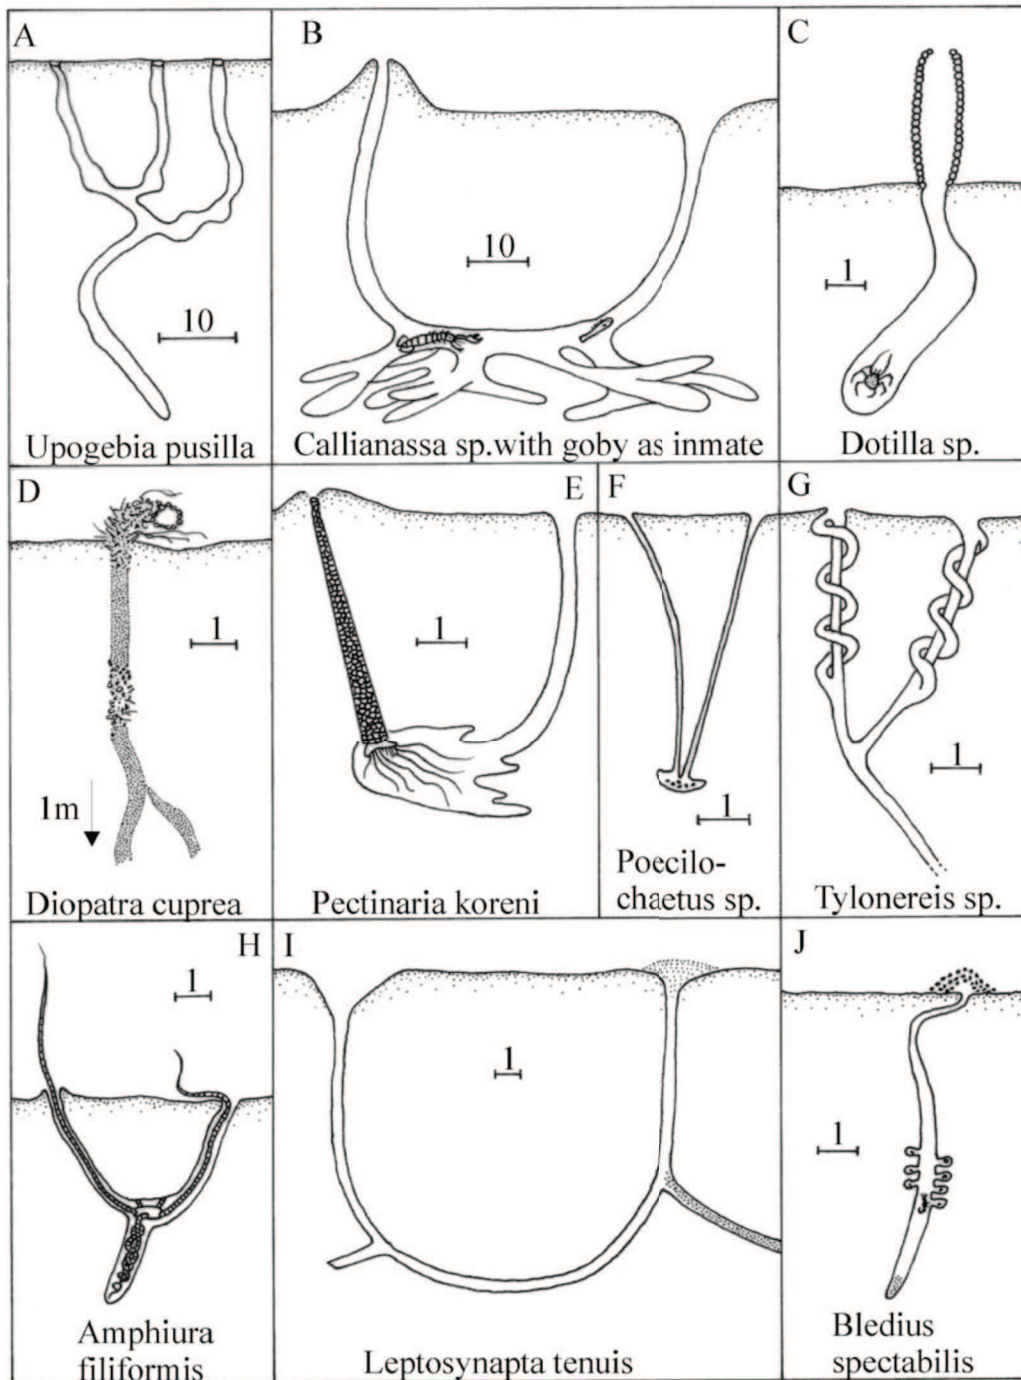 A
10
Upogebia pusilla
B
10
Callianassa sp.with goby as inmate
C
1
Dotilla sp.
D
1
1m
Diopatra cuprea
E
1
Pectinaria koreni
F
1
Poecilo-
chaetus sp.
G
1
Tylonereis sp.
H
1
Amphiura
filiformis
I
1
Leptosynapta tenuis
J
1
Bledius
spectabilis